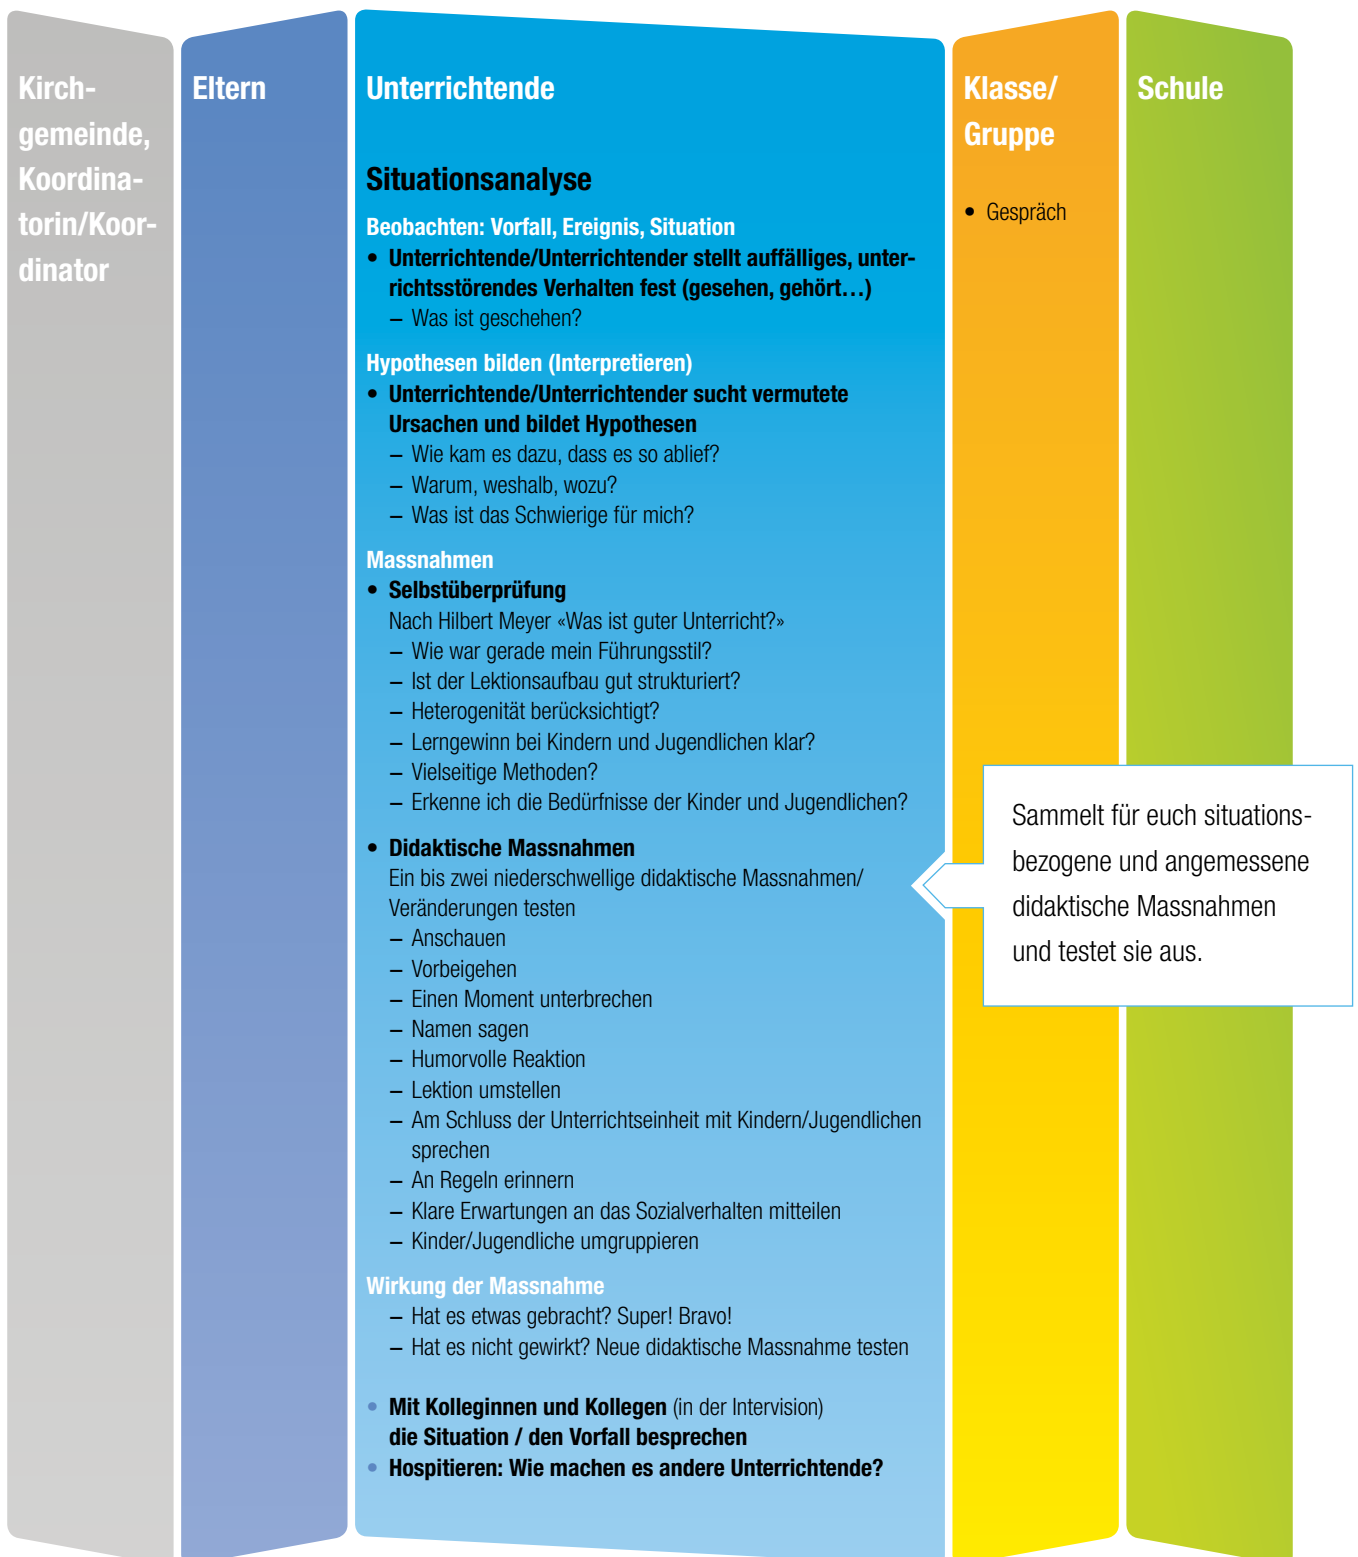 Kirch-
gemeinde,
Koordina-
torin/Koor-
dinator
Eltern
Unterrichtende
Situationsanalyse
Beobachten: Vorfall, Ereignis, Situation
• Unterrichtende/Unterrichtender stellt auffälliges, unter-
richtsstörendes Verhalten fest (gesehen, gehört…)
– Was ist geschehen?
Hypothesen bilden (Interpretieren)
• Unterrichtende/Unterrichtender sucht vermutete
Ursachen und bildet Hypothesen
– Wie kam es dazu, dass es so ablief?
– Warum, weshalb, wozu?
– Was ist das Schwierige für mich?
Massnahmen
• Selbstüberprüfung
Nach Hilbert Meyer «Was ist guter Unterricht?»
– Wie war gerade mein Führungsstil?
– Ist der Lektionsaufbau gut strukturiert?
– Heterogenität berücksichtigt?
– Lerngewinn bei Kindern und Jugendlichen klar?
– Vielseitige Methoden?
– Erkenne ich die Bedürfnisse der Kinder und Jugendlichen?
• Didaktische Massnahmen
Ein bis zwei niederschwellige didaktische Massnahmen/
Veränderungen testen
– Anschauen
– Vorbeigehen
– Einen Moment unterbrechen
– Namen sagen
– Humorvolle Reaktion
– Lektion umstellen
– Am Schluss der Unterrichtseinheit mit Kindern/Jugendlichen
sprechen
– An Regeln erinnern
– Klare Erwartungen an das Sozialverhalten mitteilen
– Kinder/Jugendliche umgruppieren
Wirkung der Massnahme
– Hat es etwas gebracht? Super! Bravo!
– Hat es nicht gewirkt? Neue didaktische Massnahme testen
• Mit Kolleginnen und Kollegen (in der Intervision)
die Situation / den Vorfall besprechen
• Hospitieren: Wie machen es andere Unterrichtende?
Klasse/
Gruppe
• Gespräch
Schule
Sammelt für euch situations-
bezogene und angemessene
didaktische Massnahmen
und testet sie aus.